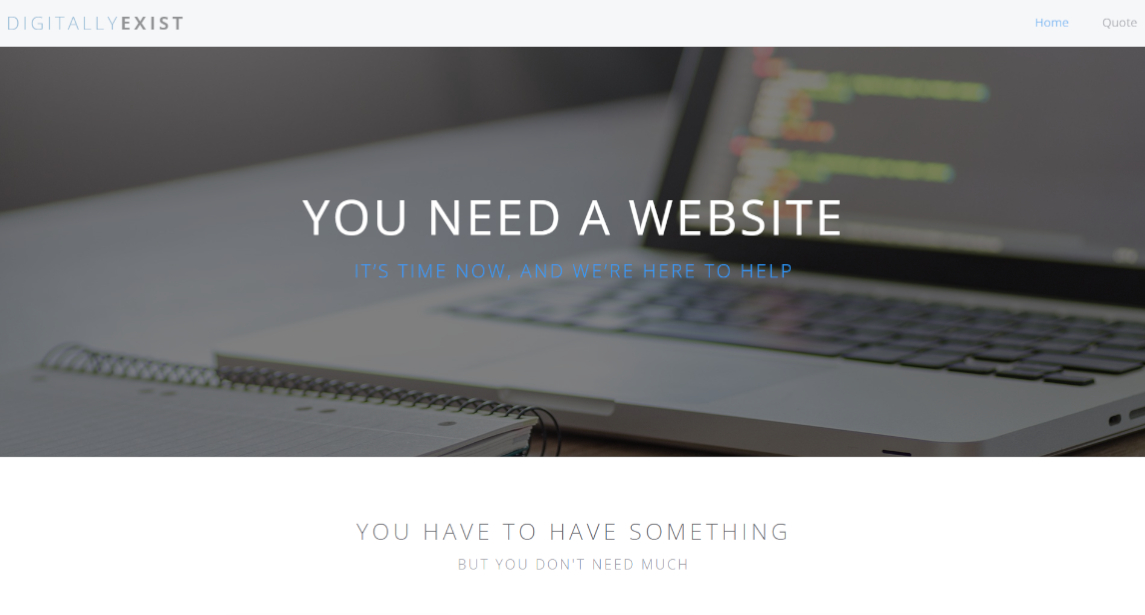 DIGITALLYEXIST
Home Quote
YOU NEED A WEBSITE
IT'S TIME NOW, AND WE'RE HERE TO HELP
YOU HAVE TO HAVE SOMETHING
BUT YOU DON'T NEED MUCH